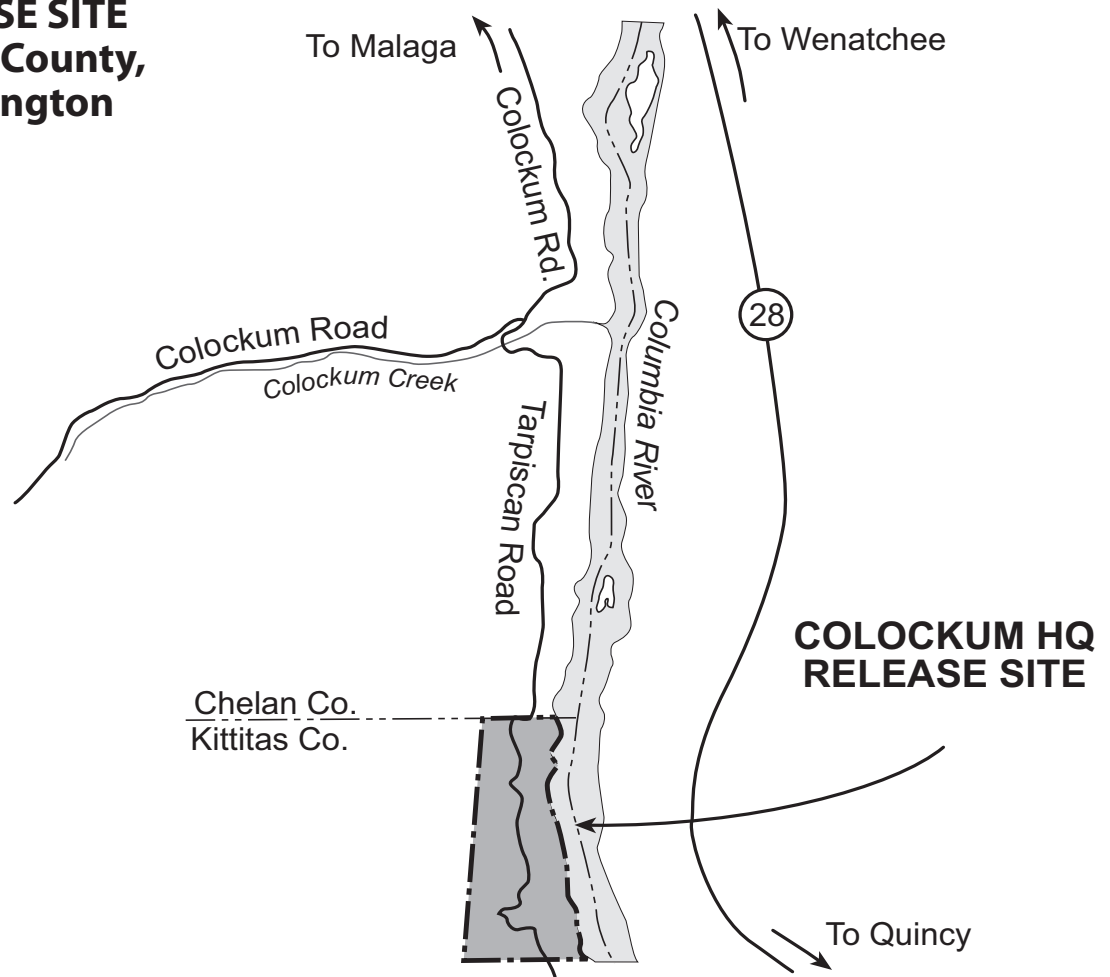 SE SITE
County,
ngton
To Malaga
To Wenatchee
Colockum Rd.
28
Colockum Road
Colockum Creek
Columbia River
Tarpiscan Road
COLOCKUM HQ
RELEASE SITE
Chelan Co.
Kittitas Co.
To Quincy